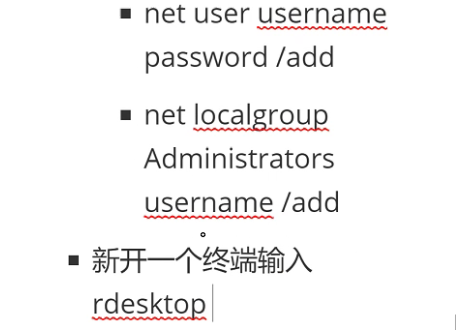 net user username
password /add
net localgroup
Administrators
username /add
新开一个终端输入
rdesktop